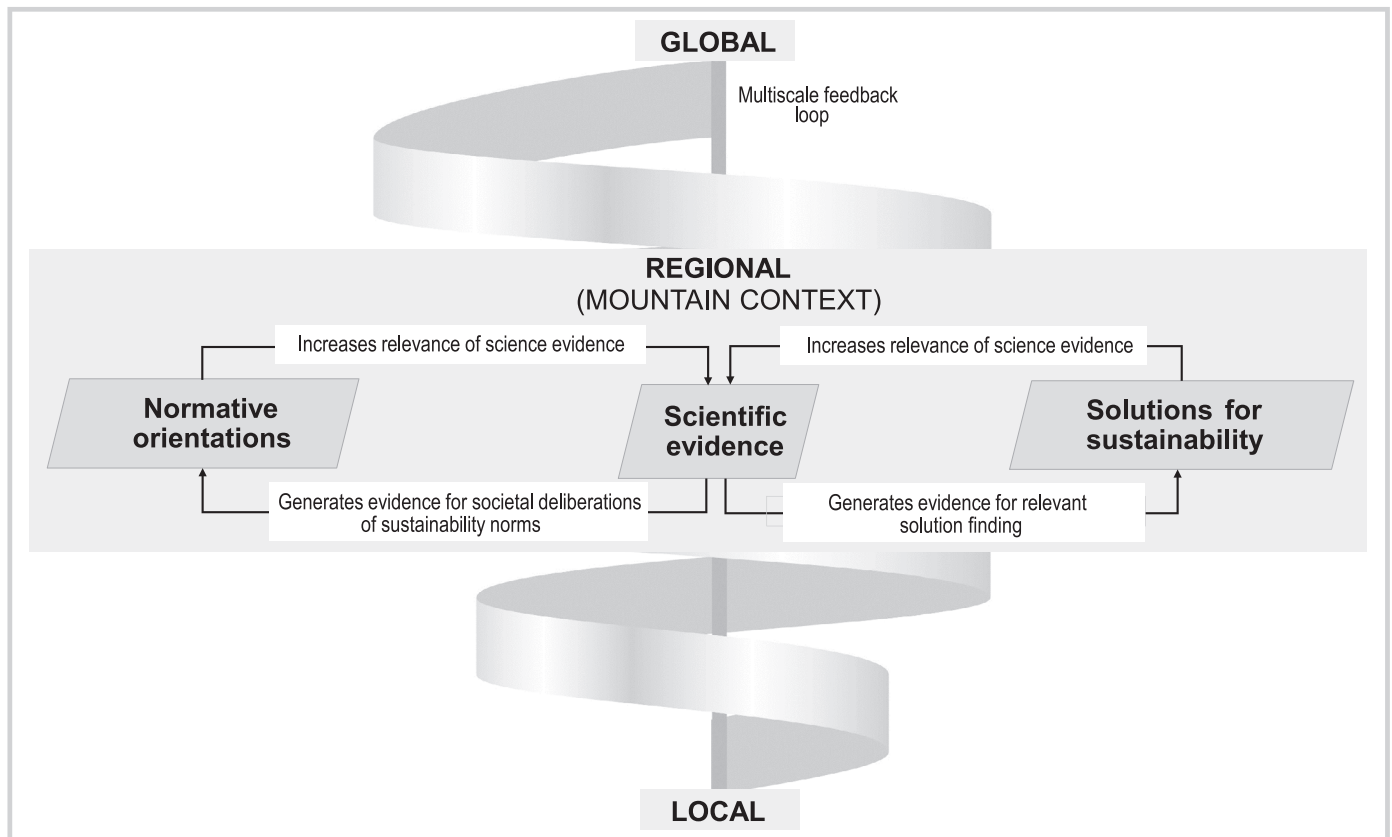 GLOBAL
Multiscale feedback
loop
REGIONAL
(MOUNTAIN CONTEXT)
Increases relevance of science evidence
Increases relevance of science evidence
Normative
orientations
Scientific
evidence
Solutions for
sustainability
Generates evidence for societal deliberations
of sustainability norms
Generates evidence for relevant
solution finding
LOCAL